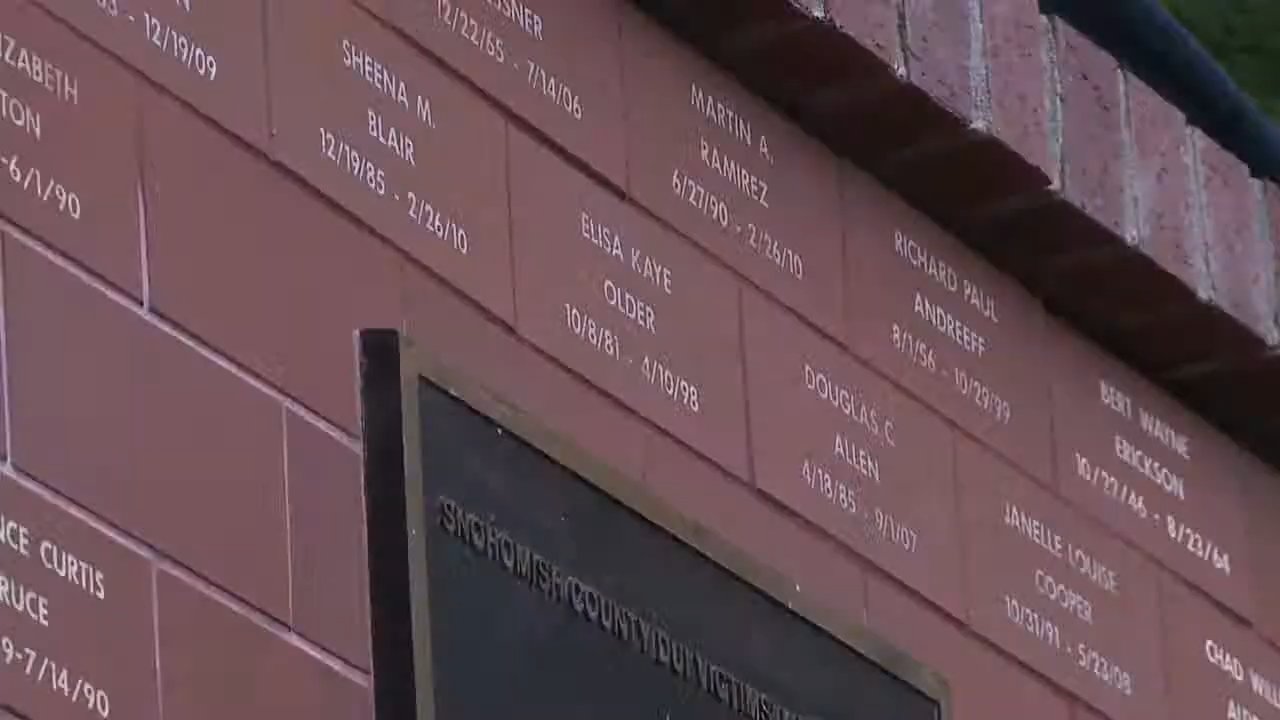 12/19/09
12/22/65 - 7/14/06
SHEENA M.
BLAIR
12/19/85 - 2/26/10
MARTIN A.
RAMIREZ
6/27/90 - 2/26/10
-6/1/90
ELISA KAYE
OLDER
10/8/81 - 4/10/98
RICHARD PAUL
ANDREEFF
8/1/56 - 10/29/99
DOUGLAS C
ALLEN
4/18/85 - 9/1/07
BERT WAYNE
ERICKSON
10/27/46 - 8/23/64
JANELLE LOUISE
COOPER
10/31/91 - 5/23/08
CHAD
CURTIS
9-7/14/90
SNOHOMISH COUNTY DUI VICTIMS